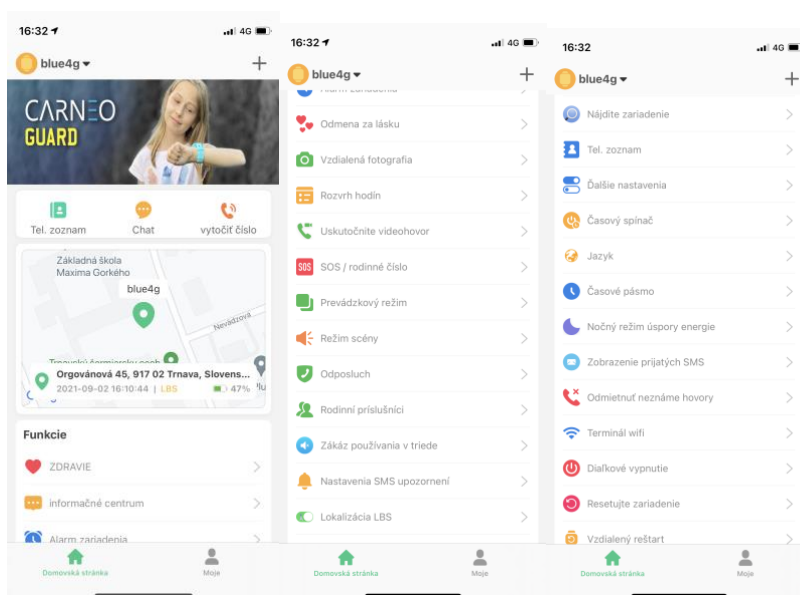 16:32
4G
blue4g
CARNEO
GUARD
Tel. zoznam
Chat
vytočiť číslo
Základná škola
Maxima Gorkého
blue4g
Nevädzová
Orgovánová 45, 917 02 Trnava, Slovens...
2021-09-02 16:10:44 | LBS
47%
Funkcie
ZDRAVIE
informačné centrum
Alarm zariadenia
Domovská stránka
Moje
16:32
4G
blue4g
Alarm zariadenia
Odmena za lásku
Vzdialená fotografia
Rozvrh hodín
Uskutočnite videohovor
SOS
SOS / rodinné číslo
Prevádzkový režim
Režim scény
Odposluch
Rodinní príslušníci
Zákáz používania v triede
Nastavenia SMS upozornení
Lokalizácia LBS
Domovská stránka
Moje
16:32
4G
blue4g
Nájdite zariadenie
Tel. zoznam
Ďalšie nastavenia
Časový spínač
Jazyk
Časové pásmo
Nočný režim úspory energie
Zobrazenie prijatých SMS
Odmietnuť neznáme hovory
Terminál wifi
Diaľkové vypnutie
Resetujte zariadenie
Vzdialený reštart
Domovská stránka
Moje